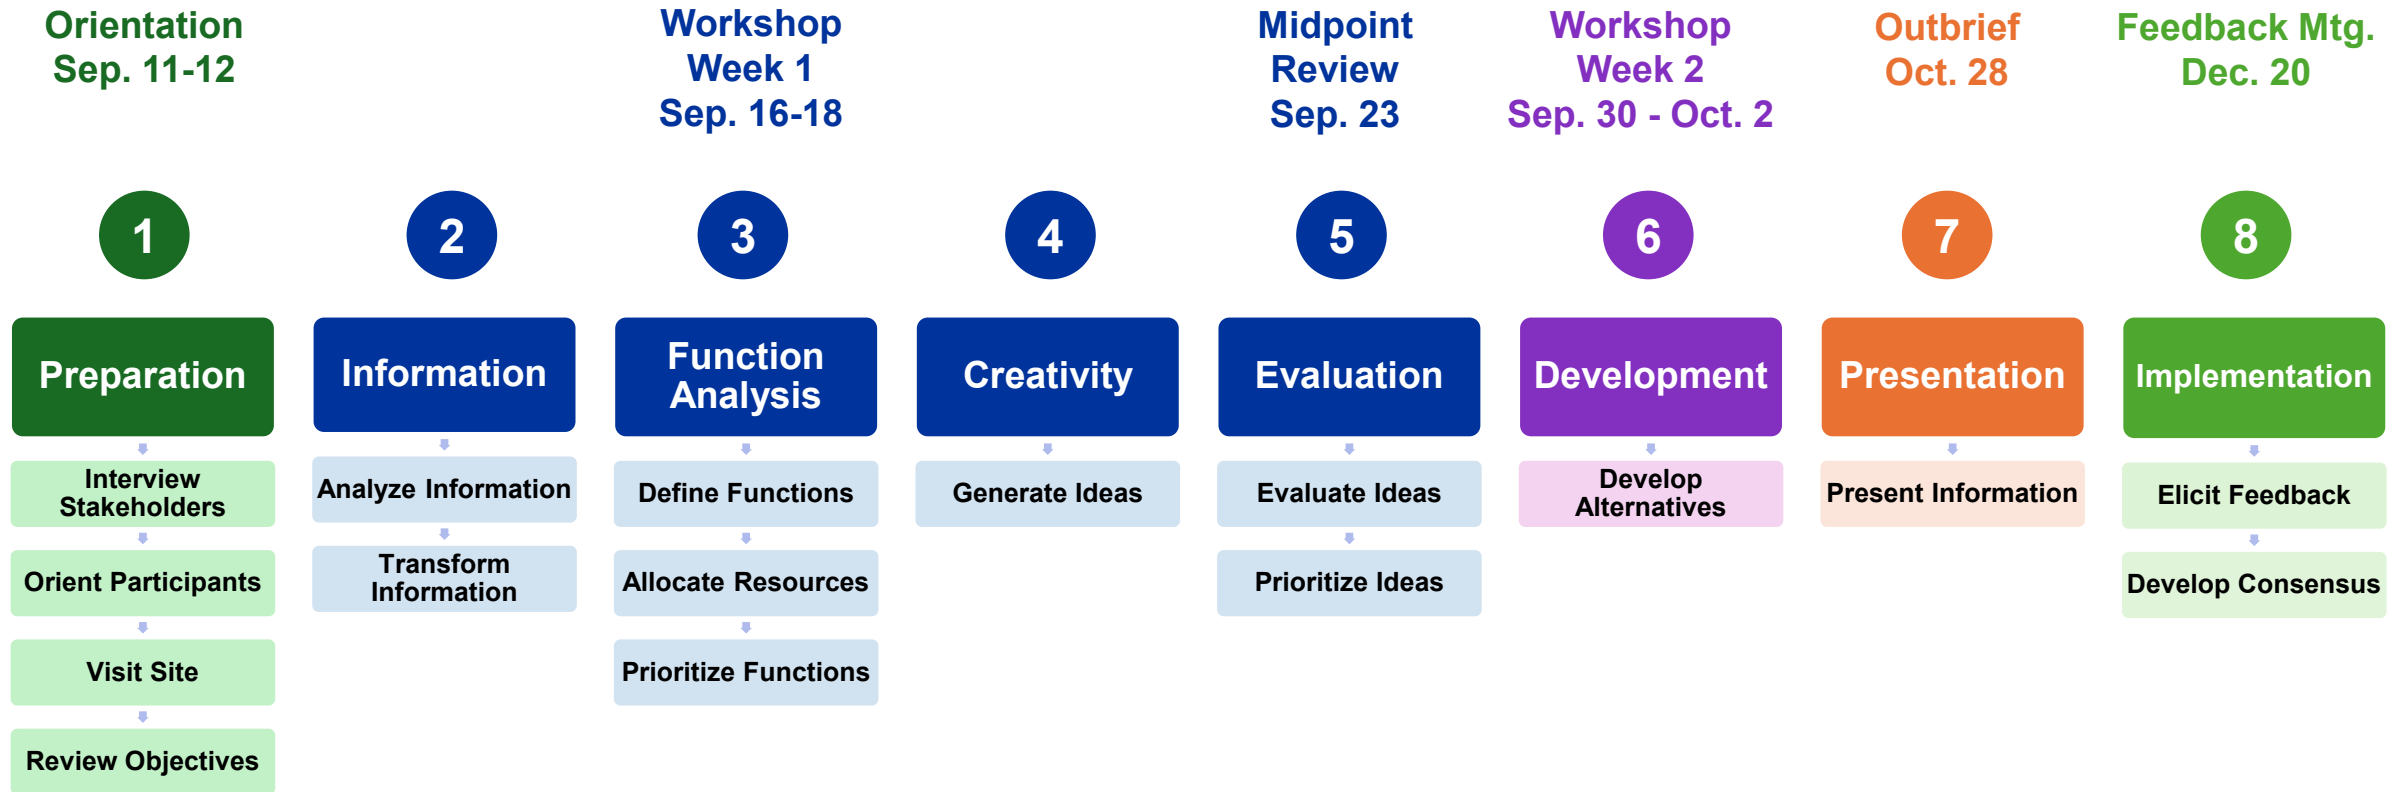 Orientation
Sep. 11-12
Workshop
Week 1
Sep. 16-18
Midpoint
Review
Sep. 23
Workshop
Week 2
Sep. 30 - Oct. 2
Outbrief
Oct. 28
Feedback Mtg.
Dec. 20
1
2
3
4
5
6
7
8
Preparation
Information
Function
Analysis
Creativity
Evaluation
Development
Presentation
Implementation
Interview
Stakeholders
Orient Participants
Visit Site
Review Objectives
Analyze Information
Transform
Information
Define Functions
Allocate Resources
Prioritize Functions
Generate Ideas
Evaluate Ideas
Prioritize Ideas
Develop
Alternatives
Present Information
Elicit Feedback
Develop Consensus